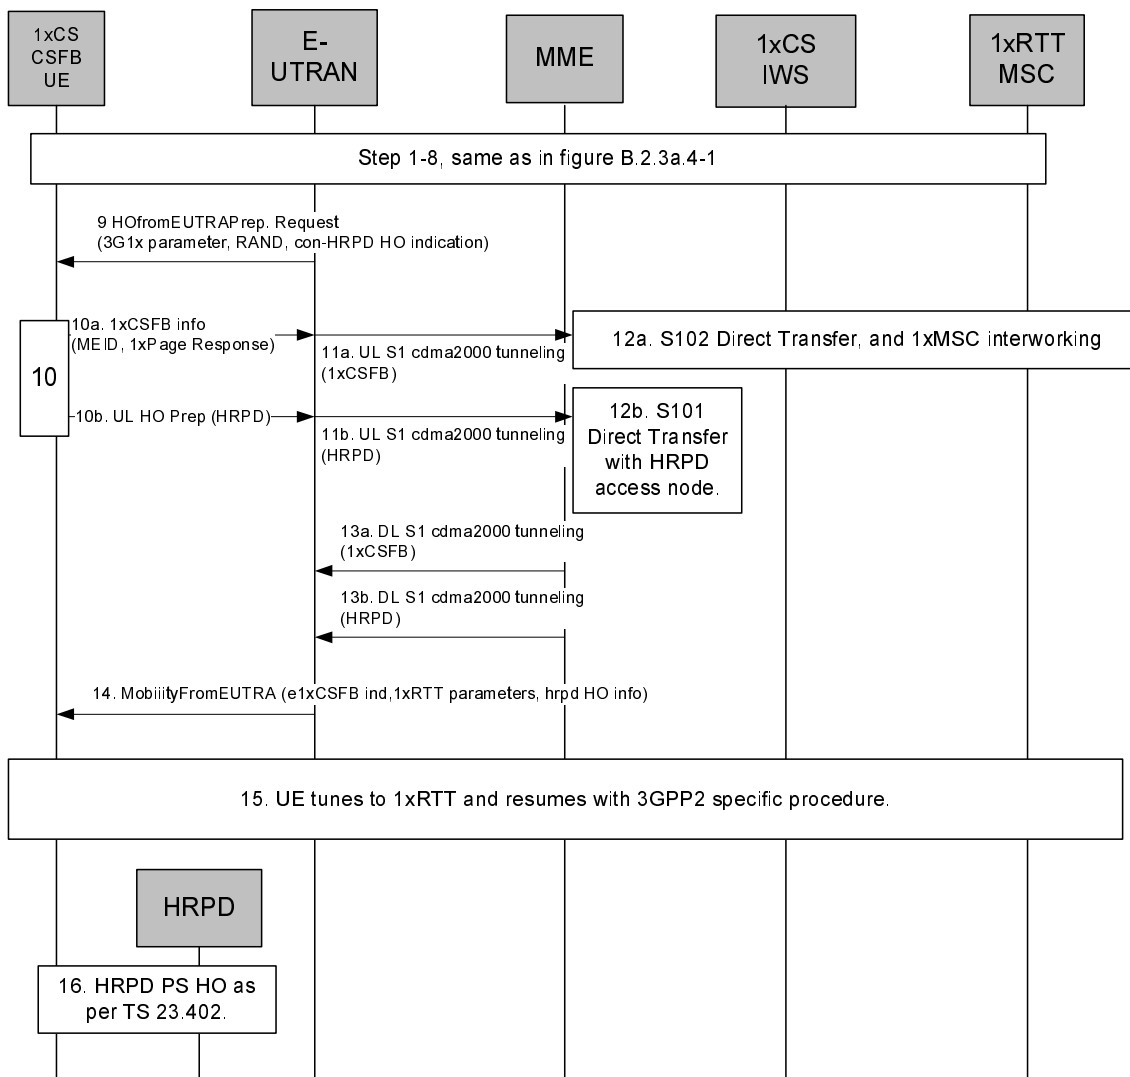 1xCS
CSFB
UE
E-
UTRAN
MME
1xCS
IWS
1xRTT
MSC
Step 1-8, same as in figure B.2.3a.4-1
9 HOfromEUTRAPrep. Request
(3G1x parameter, RAND, con-HRPD HO indication)
10
10a. 1xCSFB info
(MEID, 1xPage Response)
11a. UL S1 cdma2000 tunneling
(1xCSFB)
12a. S102 Direct Transfer, and 1xMSC interworking
10b. UL HO Prep (HRPD)
11b. UL S1 cdma2000 tunneling
(HRPD)
12b. S101
Direct Transfer
with HRPD
access node.
13a. DL S1 cdma2000 tunneling
(1xCSFB)
13b. DL S1 cdma2000 tunneling
(HRPD)
14. MobiiityFromEUTRA (e1xCSFB ind,1xRTT parameters, hrpd HO info)
15. UE tunes to 1xRTT and resumes with 3GPP2 specific procedure.
HRPD
16. HRPD PS HO as
per TS 23.402.